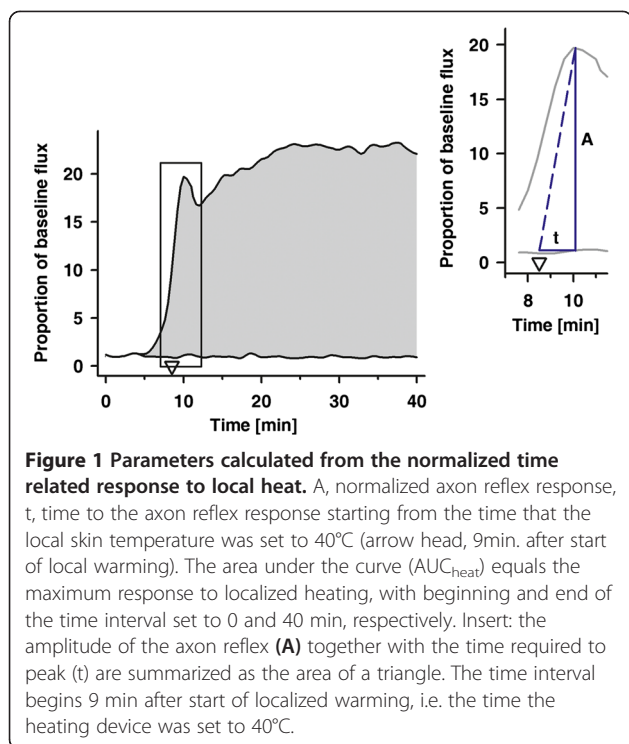 Proportion of baseline flux
20
15
10
5
0
0
10
20
30
40
Time [min]
Proportion of baseline flux
20
15
10
5
0
A
t
8
10
Time [min]
Figure 1 Parameters calculated from the normalized time
related response to local heat. A, normalized axon reflex response,
t, time to the axon reflex response starting from the time that the
local skin temperature was set to 40°C (arrow head, 9min. after start
of local warming). The area under the curve (AUCheat) equals the
maximum response to localized heating, with beginning and end of
the time interval set to 0 and 40 min, respectively. Insert: the
amplitude of the axon reflex (A) together with the time required to
peak (t) are summarized as the area of a triangle. The time interval
begins 9 min after start of localized warming, i.e. the time the
heating device was set to 40°C.